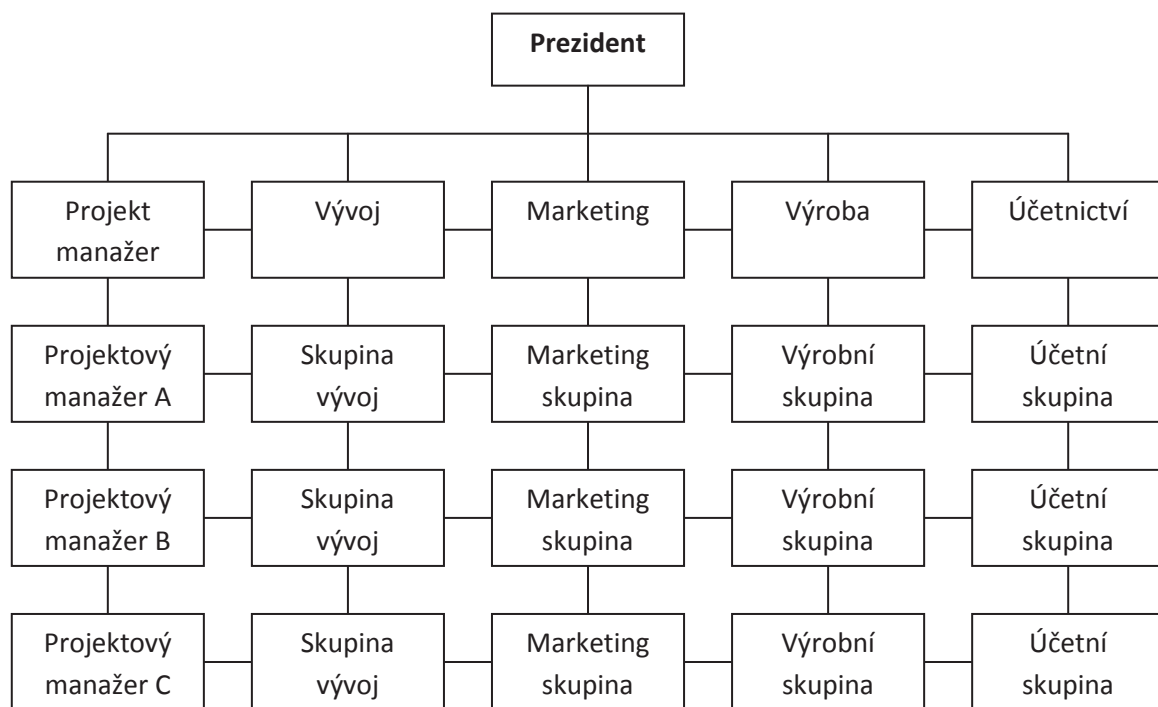 Prezident
Projekt
manažer
Vývoj
Marketing
Výroba
Účetnictví
Projektový
manažer A
Skupina
vývoj
Marketing
skupina
Výrobní
skupina
Účetní
skupina
Projektový
manažer B
Skupina
vývoj
Marketing
skupina
Výrobní
skupina
Účetní
skupina
Projektový
manažer C
Skupina
vývoj
Marketing
skupina
Výrobní
skupina
Účetní
skupina